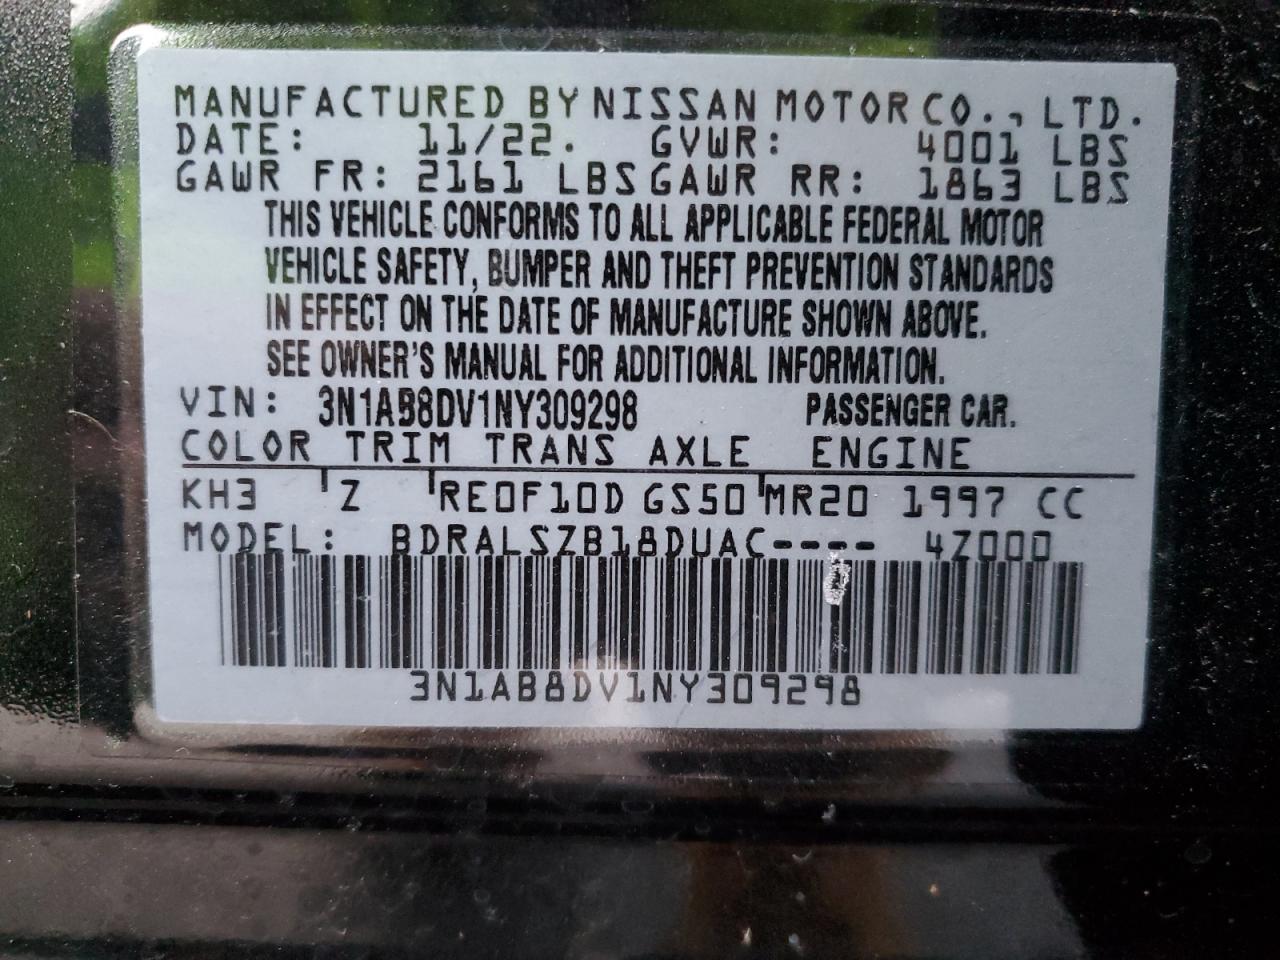 MANUFACTURED BY NISSAN MOTOR CO., LTD.
DATE: 11/22. GVWR: 4001 LBS
GAWR FR: 2161 LBS GAWR RR: 1863 LBS
THIS VEHICLE CONFORMS TO ALL APPLICABLE FEDERAL MOTOR
VEHICLE SAFETY, BUMPER AND THEFT PREVENTION STANDARDS
IN EFFECT ON THE DATE OF MANUFACTURE SHOWN ABOVE.
SEE OWNER'S MANUAL FOR ADDITIONAL INFORMATION.
VIN: 3N1AB8DV1NY309298 PASSENGER CAR.
COLOR TRIM TRANS AXLE ENGINE
KH3 Z RE0F10D GS50 MR20 1997 CC
MODEL: BDRALSZB18DUAC---- 4Z000
3N1AB8DV1NY309298